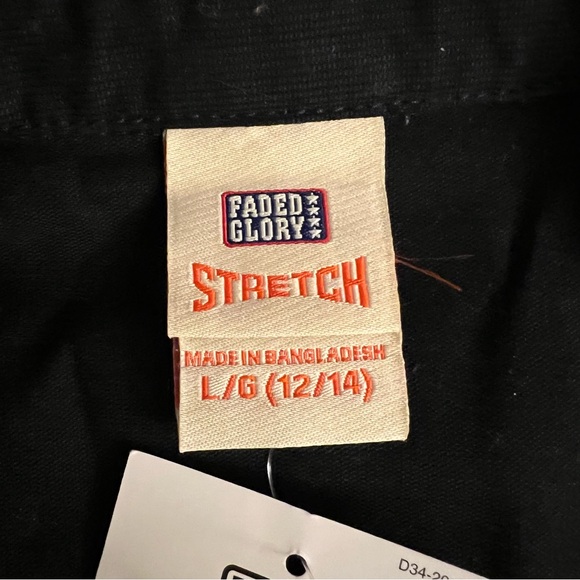 FADED
GLORY
STRETCH
MADE IN BANGLADESH
L/G (12/14)